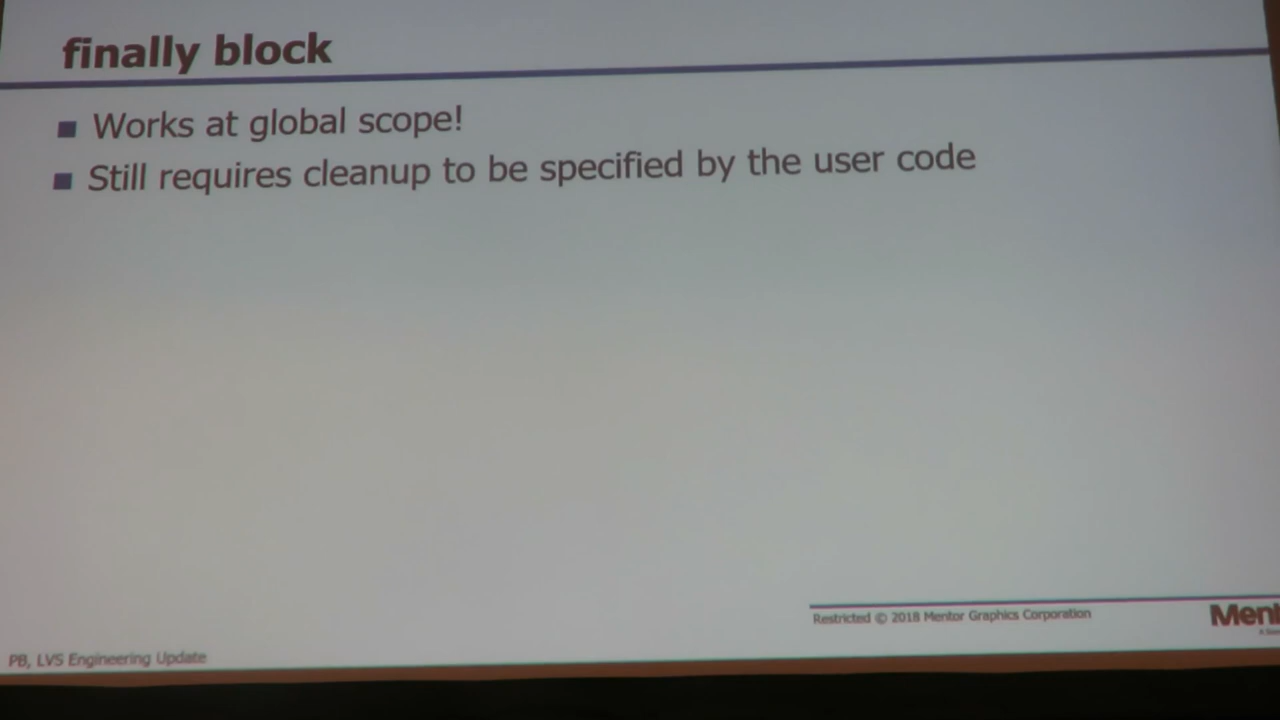 finally block
Works at global scope!
Still requires cleanup to be specified by the user code
Restricted © 2018 Mentor Graphics Corporation
PB, LVS Engineering Update